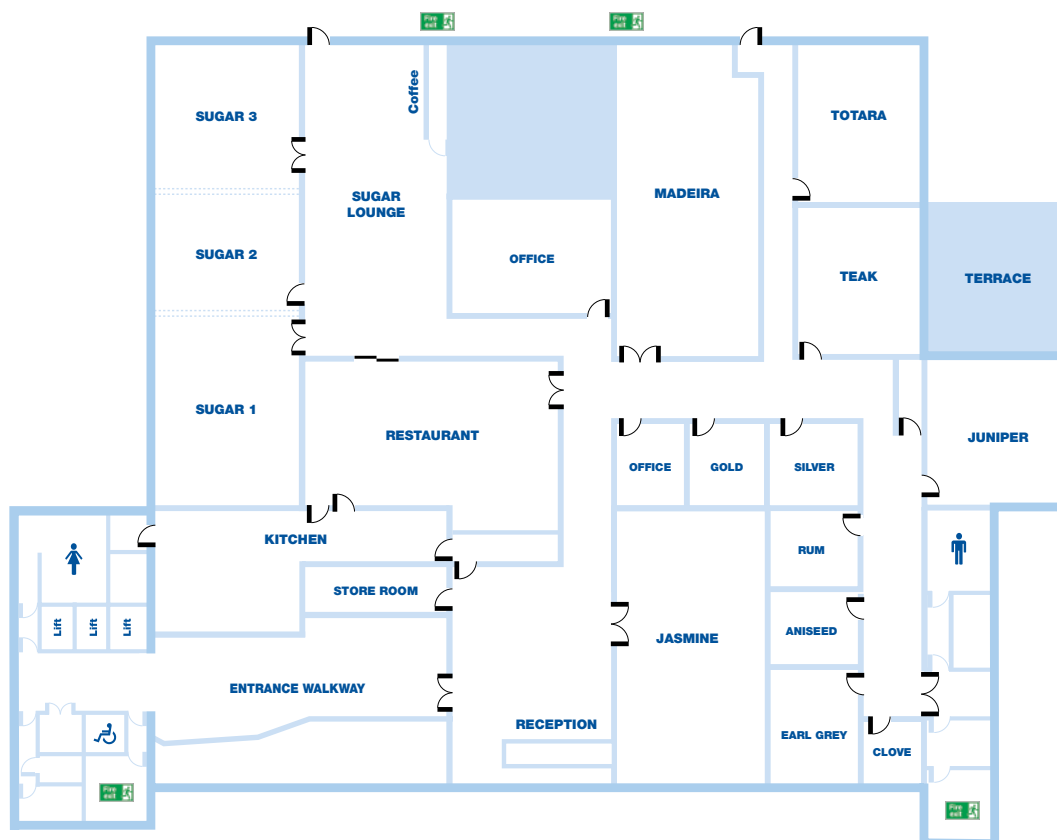 Fire
exit
Fire
exit
SUGAR 3
Coffee
TOTARA
SUGAR
LOUNGE
MADEIRA
SUGAR 2
OFFICE
TEAK
TERRACE
SUGAR 1
RESTAURANT
JUNIPER
OFFICE
GOLD
SILVER
KITCHEN
RUM
STORE ROOM
Lift
Lift
Lift
JASMINE
ANISEED
ENTRANCE WALKWAY
RECEPTION
EARL GREY
CLOVE
Fire
exit
Fire
exit